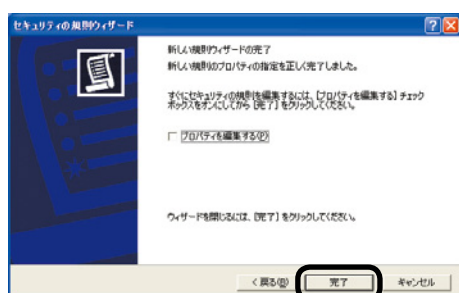 セキュリティの規則ウィザード
新しい規則ウィザードの完了
新しい規則のプロパティの指定を正しく完了しました。
すぐにセキュリティの規則を編集するには、[プロパティを編集する] チェック
ボックスをオンにしてから [完了] をクリックしてください。
プロパティを編集する(P)
ウィザードを閉じるには、[完了] をクリックしてください。
< 戻る(B)
完了
キャンセル